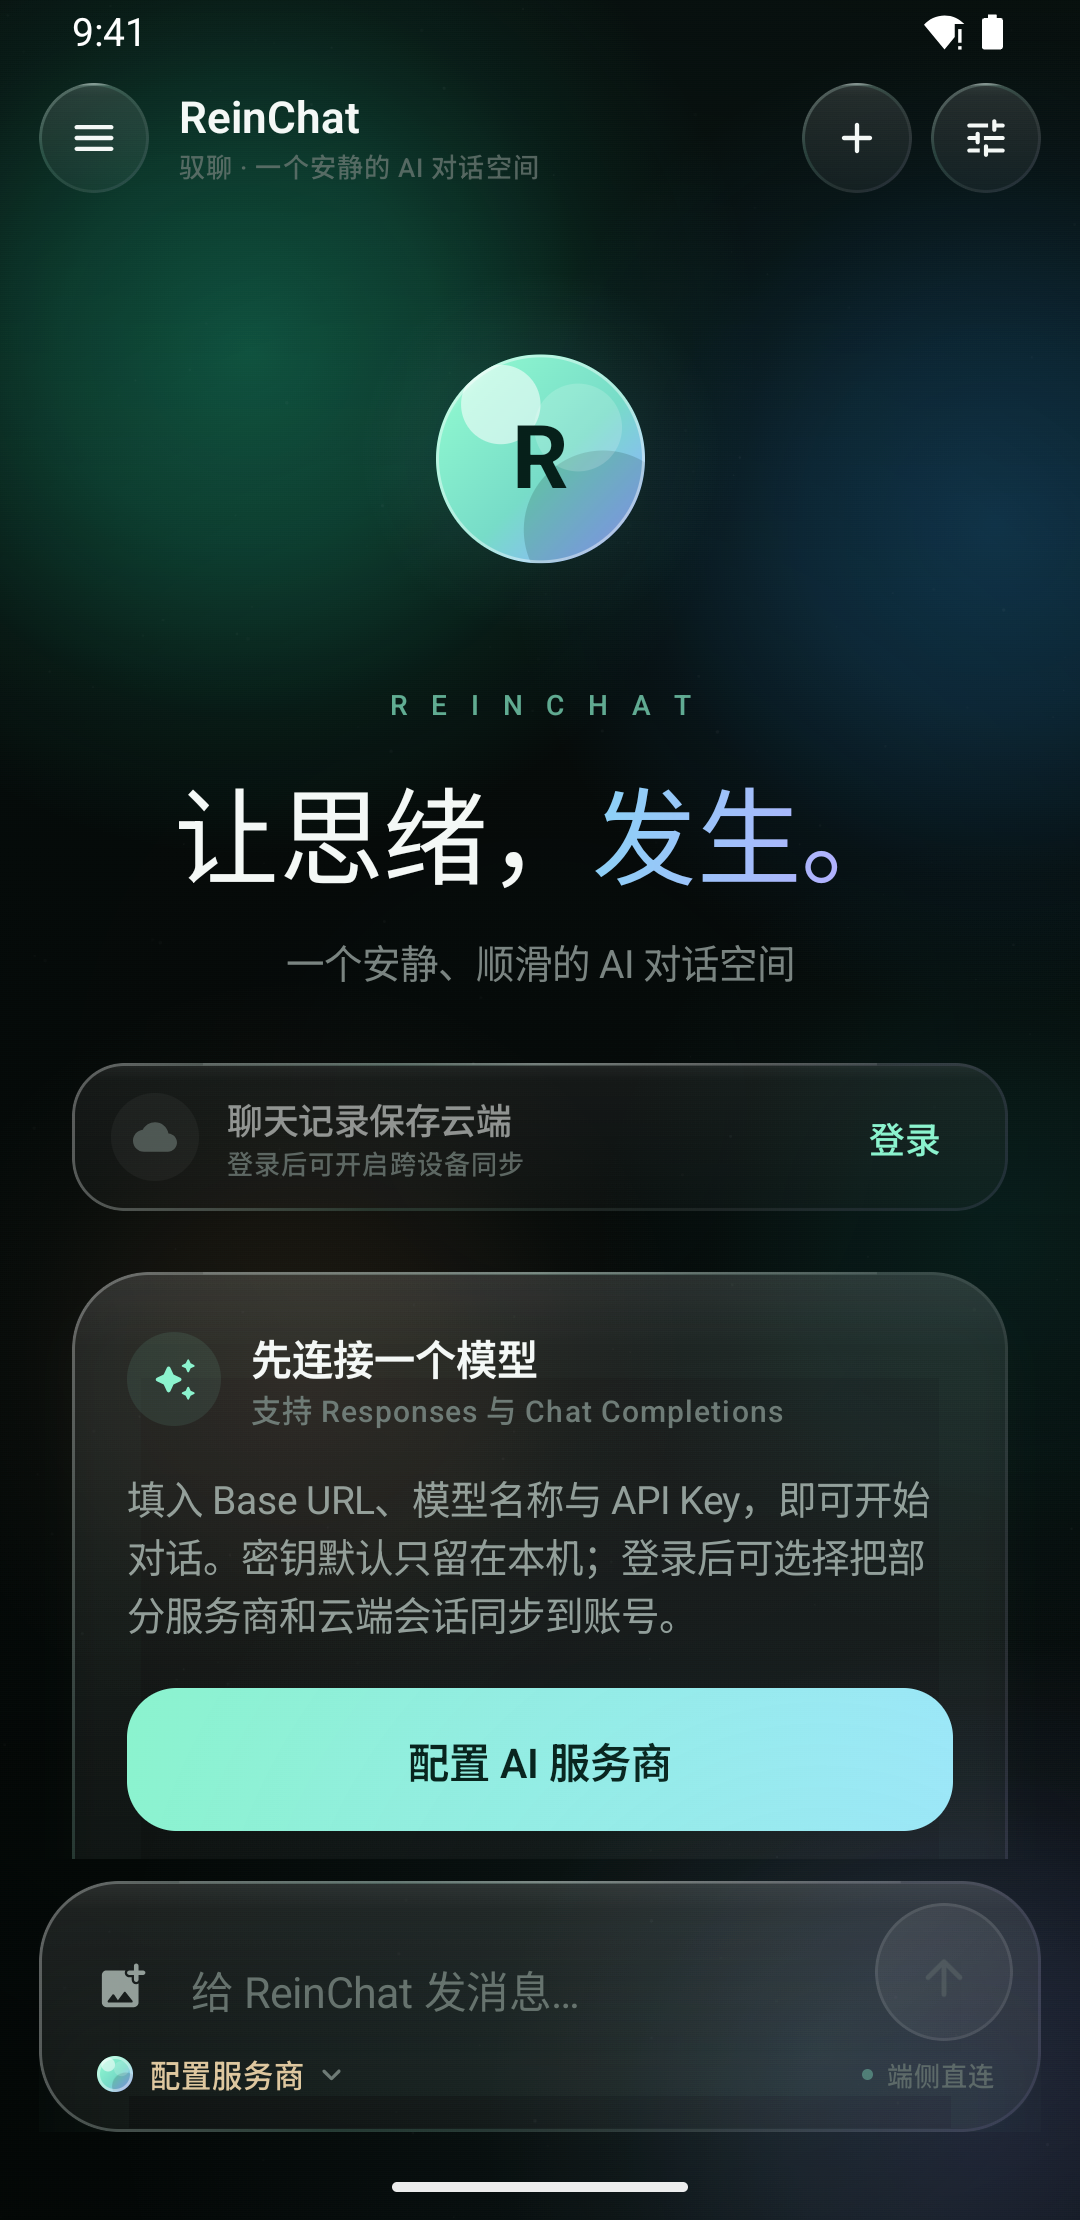 9:41
ReinChat
驭聊 · 一个安静的 AI 对话空间
R
REINCHAT
让思绪，发生。
一个安静、顺滑的 AI 对话空间
聊天记录保存云端
登录后可开启跨设备同步
登录
先连接一个模型
支持 Responses 与 Chat Completions
填入 Base URL、模型名称与 API Key，即可开始
对话。密钥默认只留在本机；登录后可选择把部
分服务商和云端会话同步到账号。
配置 AI 服务商
给 ReinChat 发消息...
配置服务商
端侧直连